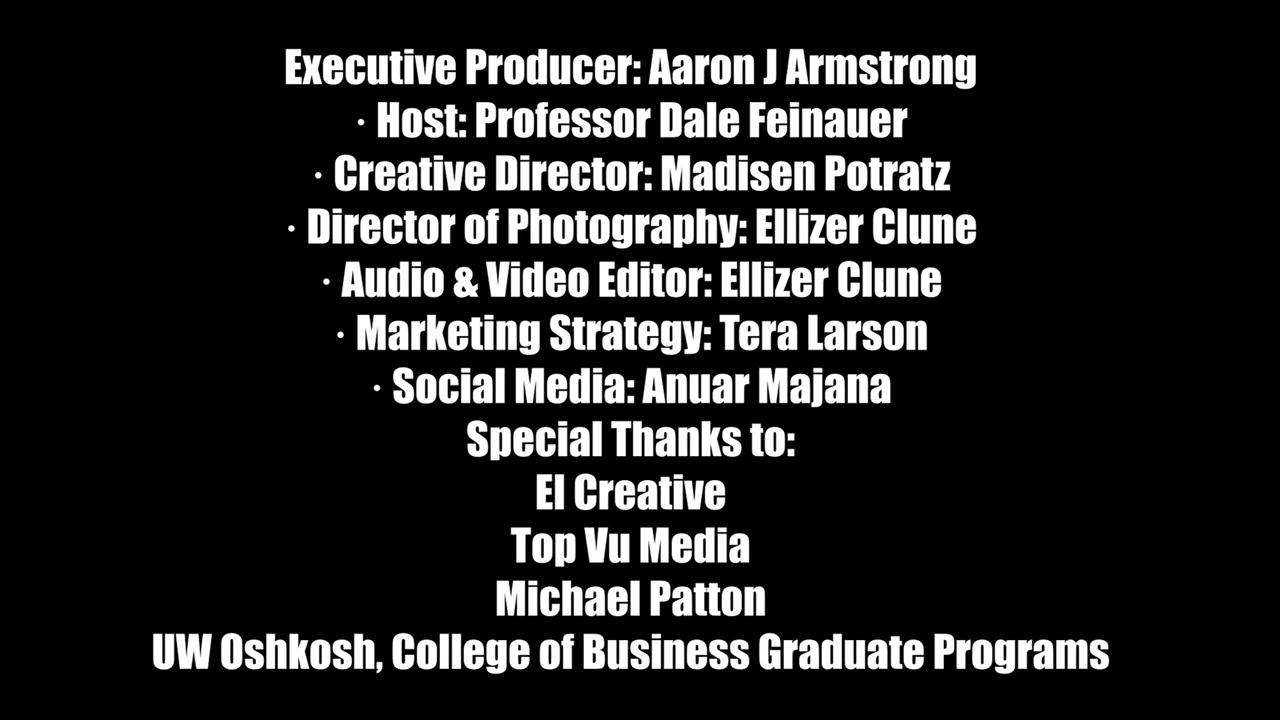 Executive Producer: Aaron J Armstrong
· Host: Professor Dale Feinauer
· Creative Director: Madisen Potratz
· Director of Photography: Ellizer Clune
· Audio & Video Editor: Ellizer Clune
· Marketing Strategy: Tera Larson
· Social Media: Anuar Majana
Special Thanks to:
El Creative
Top Vu Media
Michael Patton
UW Oshkosh, College of Business Graduate Programs